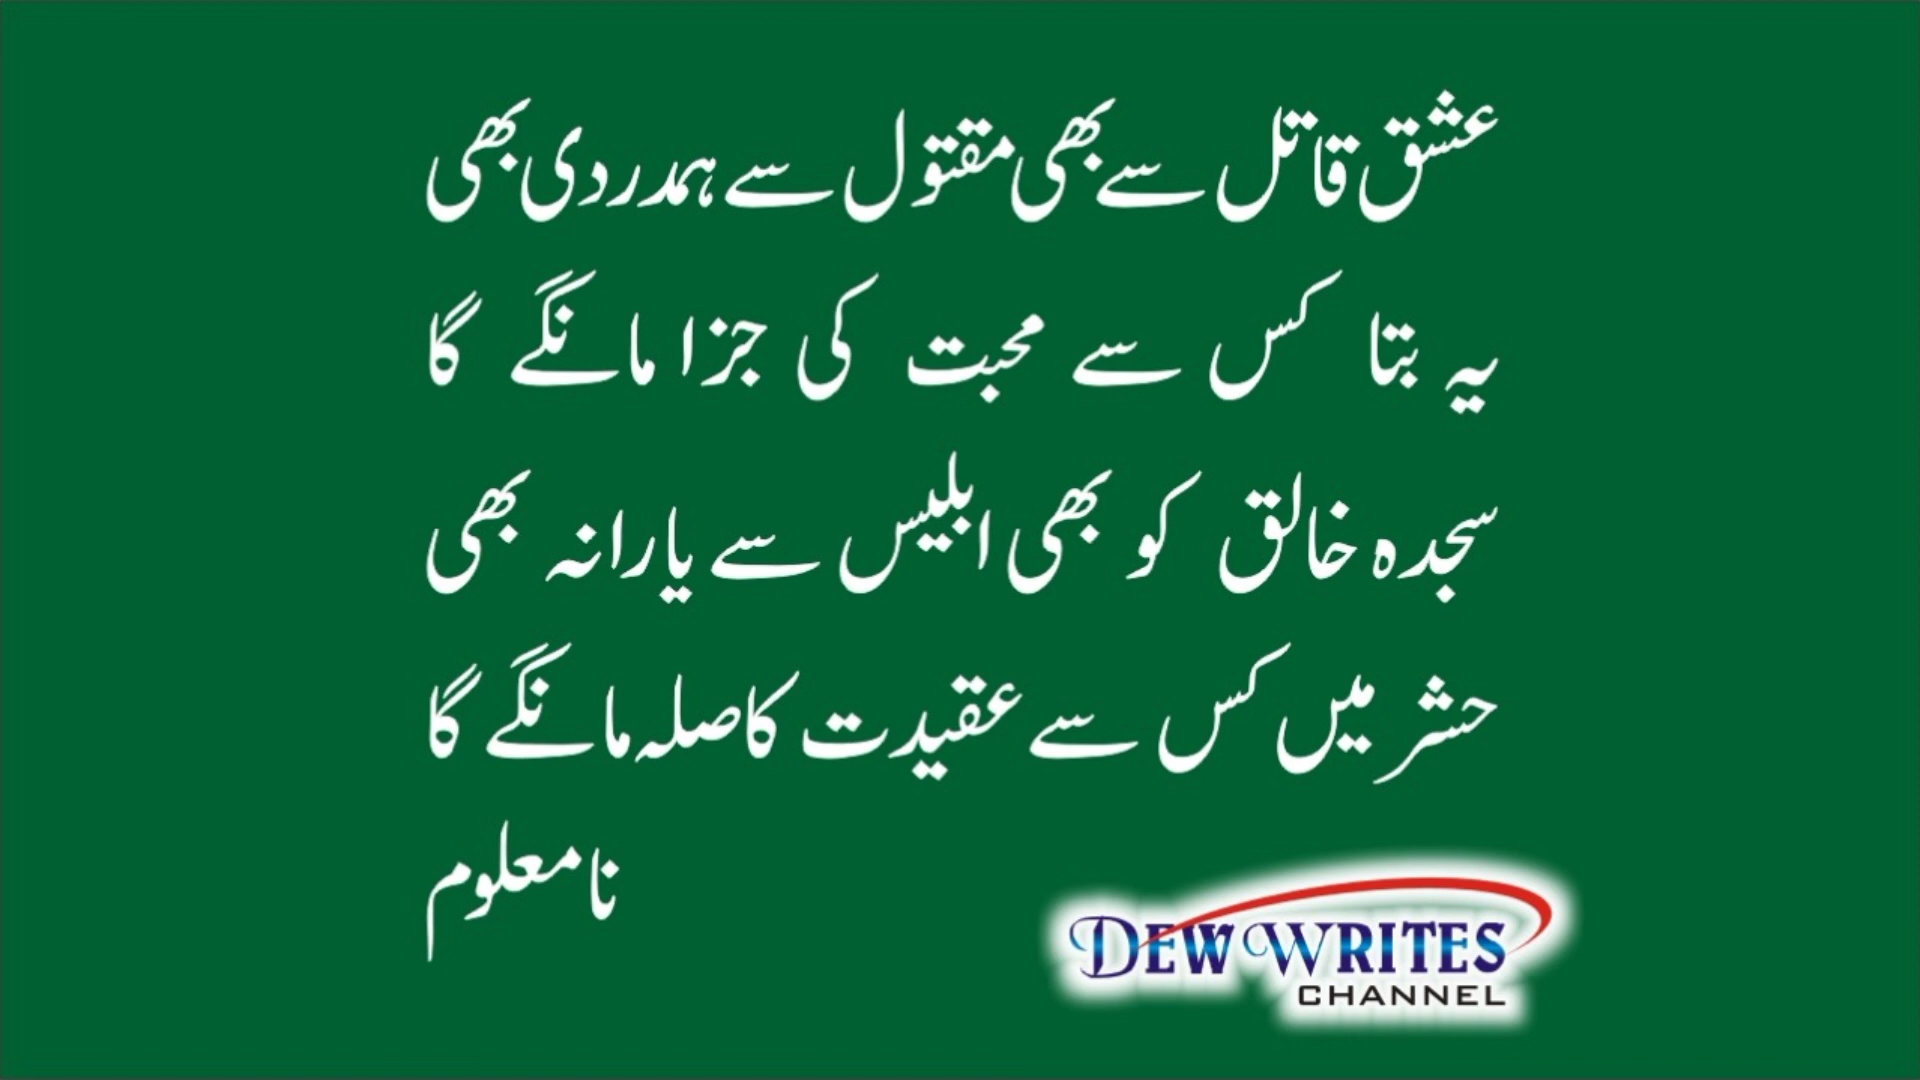 عشق قاتل سے بھی مقتول سے ہمدردی بھی
یہ بتا کس سے محبت کی جزا مانگے گا
سجدہ خالق کو بھی ابلیس سے یارانہ بھی
حشر میں کس سے عقیدت کا صلہ مانگے گا
نامعلوم
DEW WRITES
CHANNEL